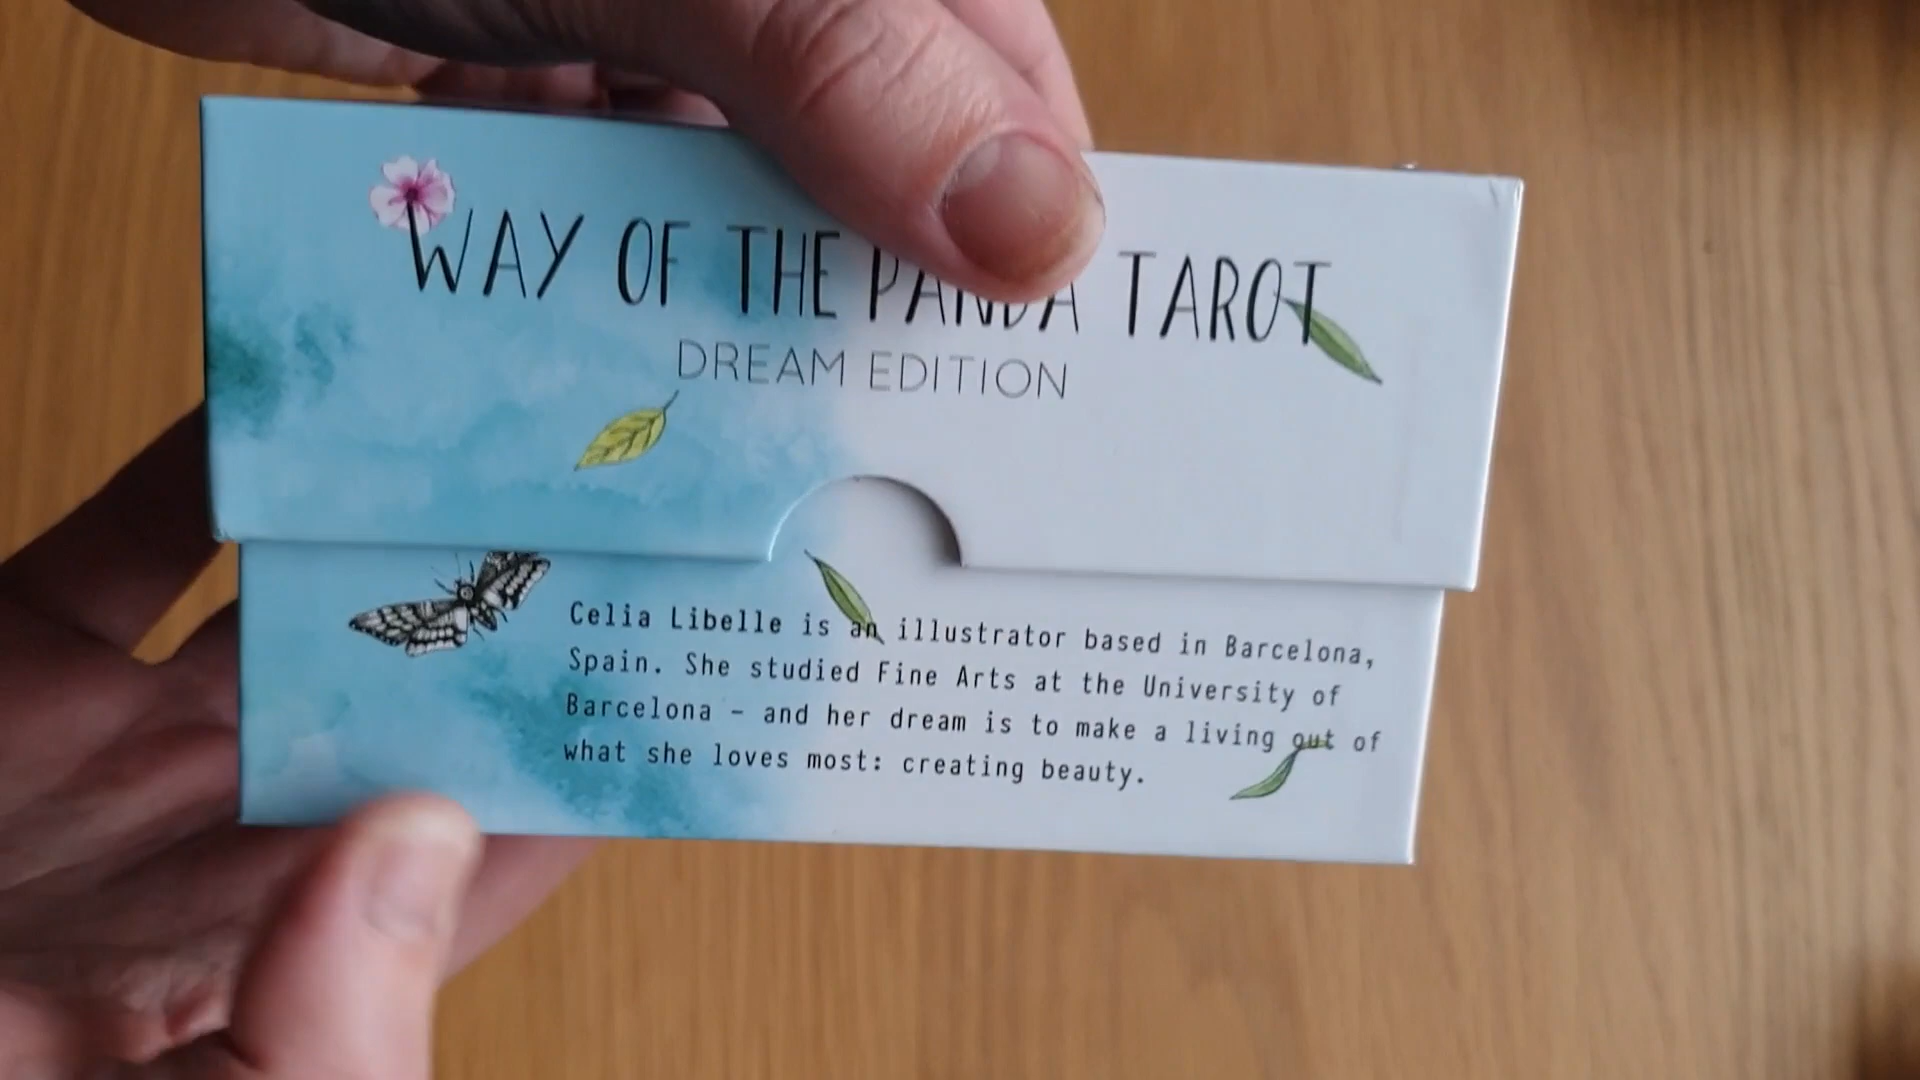 WAY OF THE PANDA TAROT
DREAM EDITION
Celia Libelle is an illustrator based in Barcelona,
Spain. She studied Fine Arts at the University of
Barcelona – and her dream is to make a living out of
what she loves most: creating beauty.